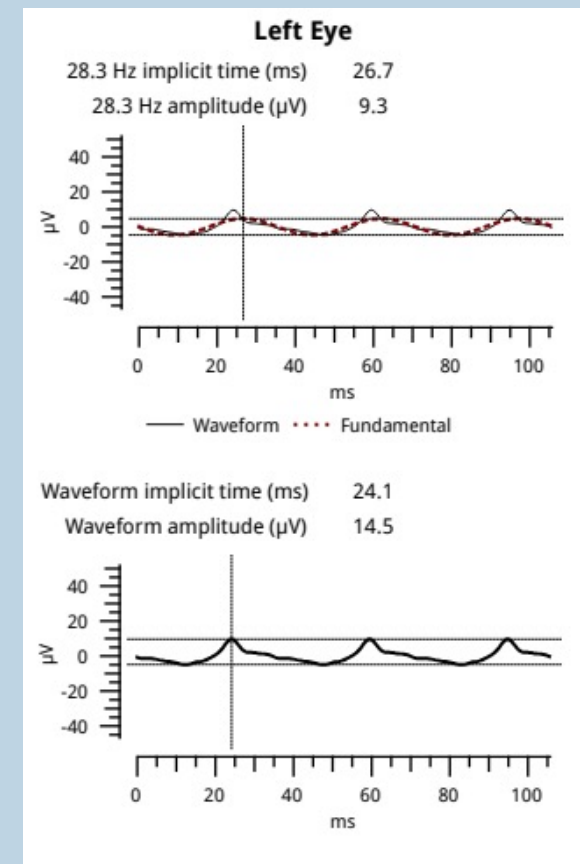 Left Eye
28.3 Hz implicit time (ms) 26.7
28.3 Hz amplitude (µV) 9.3
40
20
0
-20
-40
µV
0 20 40 60 80 100
ms
Waveform Fundamental
Waveform implicit time (ms) 24.1
Waveform amplitude (µV) 14.5
40
20
0
-20
-40
µV
0 20 40 60 80 100
ms